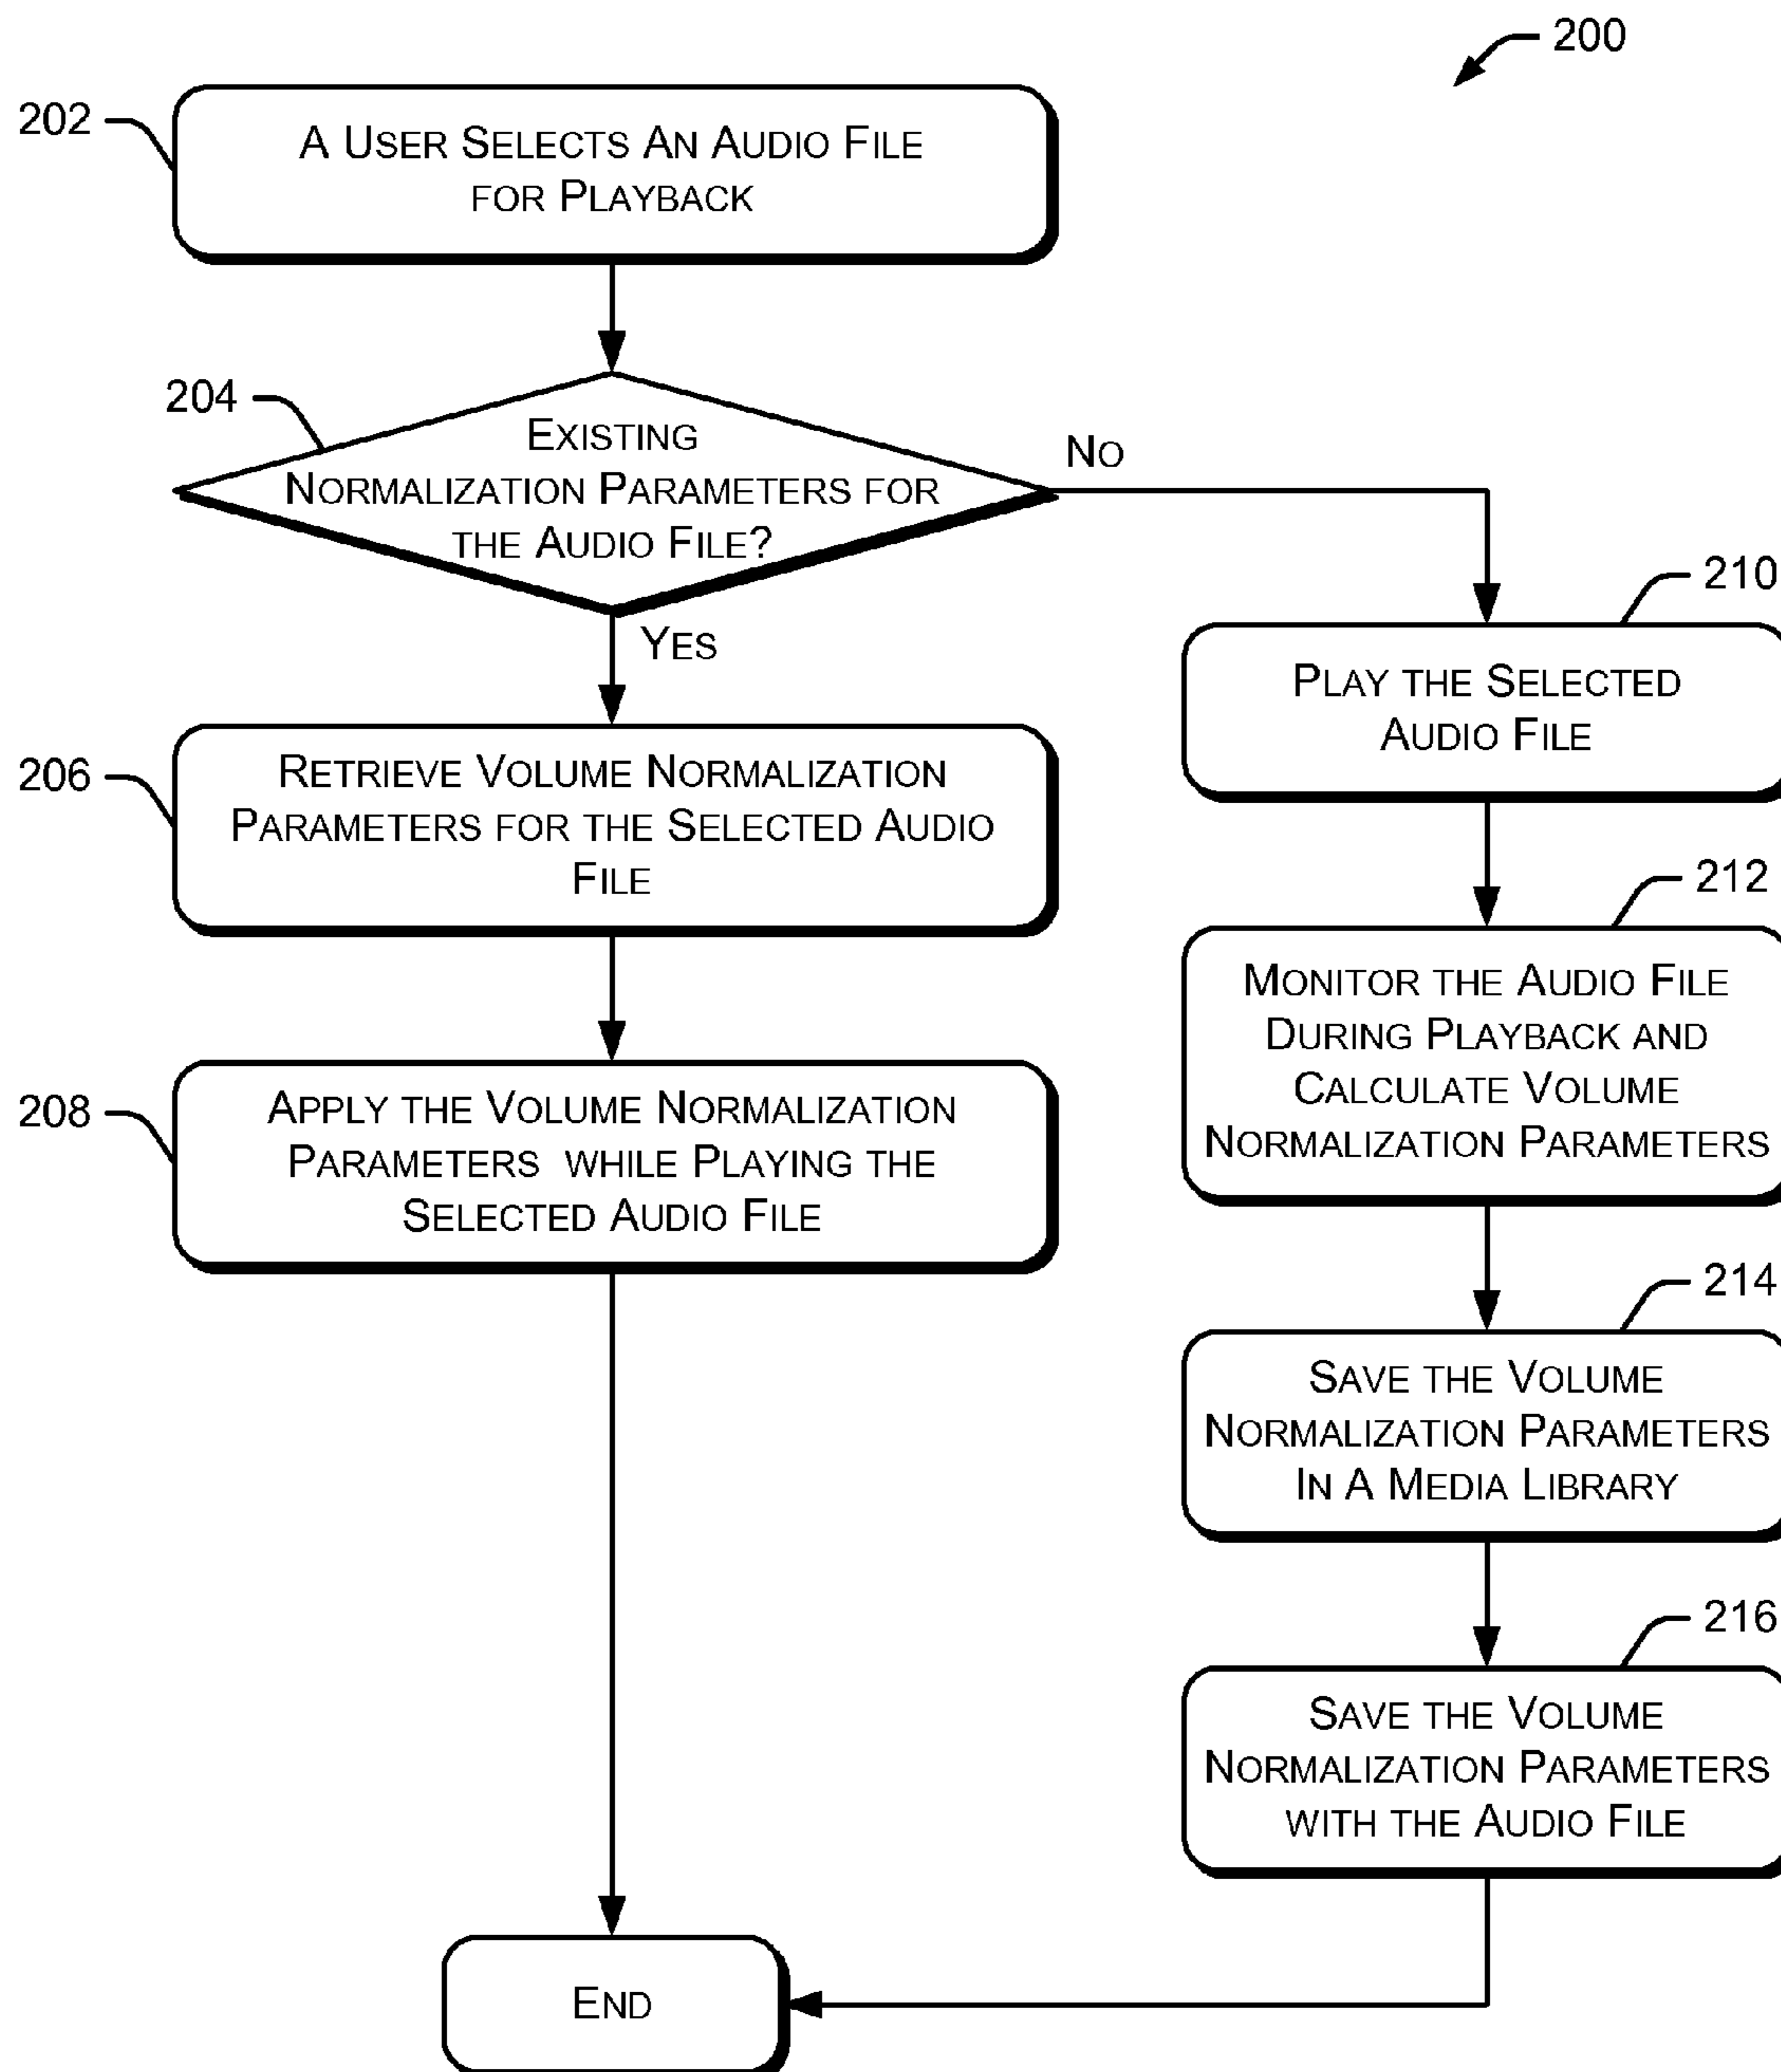 200
202
A USER SELECTS AN AUDIO FILE
FOR PLAYBACK
204
EXISTING
NORMALIZATION PARAMETERS FOR
THE AUDIO FILE?
NO
YES
206
RETRIEVE VOLUME NORMALIZATION
PARAMETERS FOR THE SELECTED AUDIO
FILE
208
APPLY THE VOLUME NORMALIZATION
PARAMETERS WHILE PLAYING THE
SELECTED AUDIO FILE
210
PLAY THE SELECTED
AUDIO FILE
212
MONITOR THE AUDIO FILE
DURING PLAYBACK AND
CALCULATE VOLUME
NORMALIZATION PARAMETERS
214
SAVE THE VOLUME
NORMALIZATION PARAMETERS
IN A MEDIA LIBRARY
216
SAVE THE VOLUME
NORMALIZATION PARAMETERS
WITH THE AUDIO FILE
END